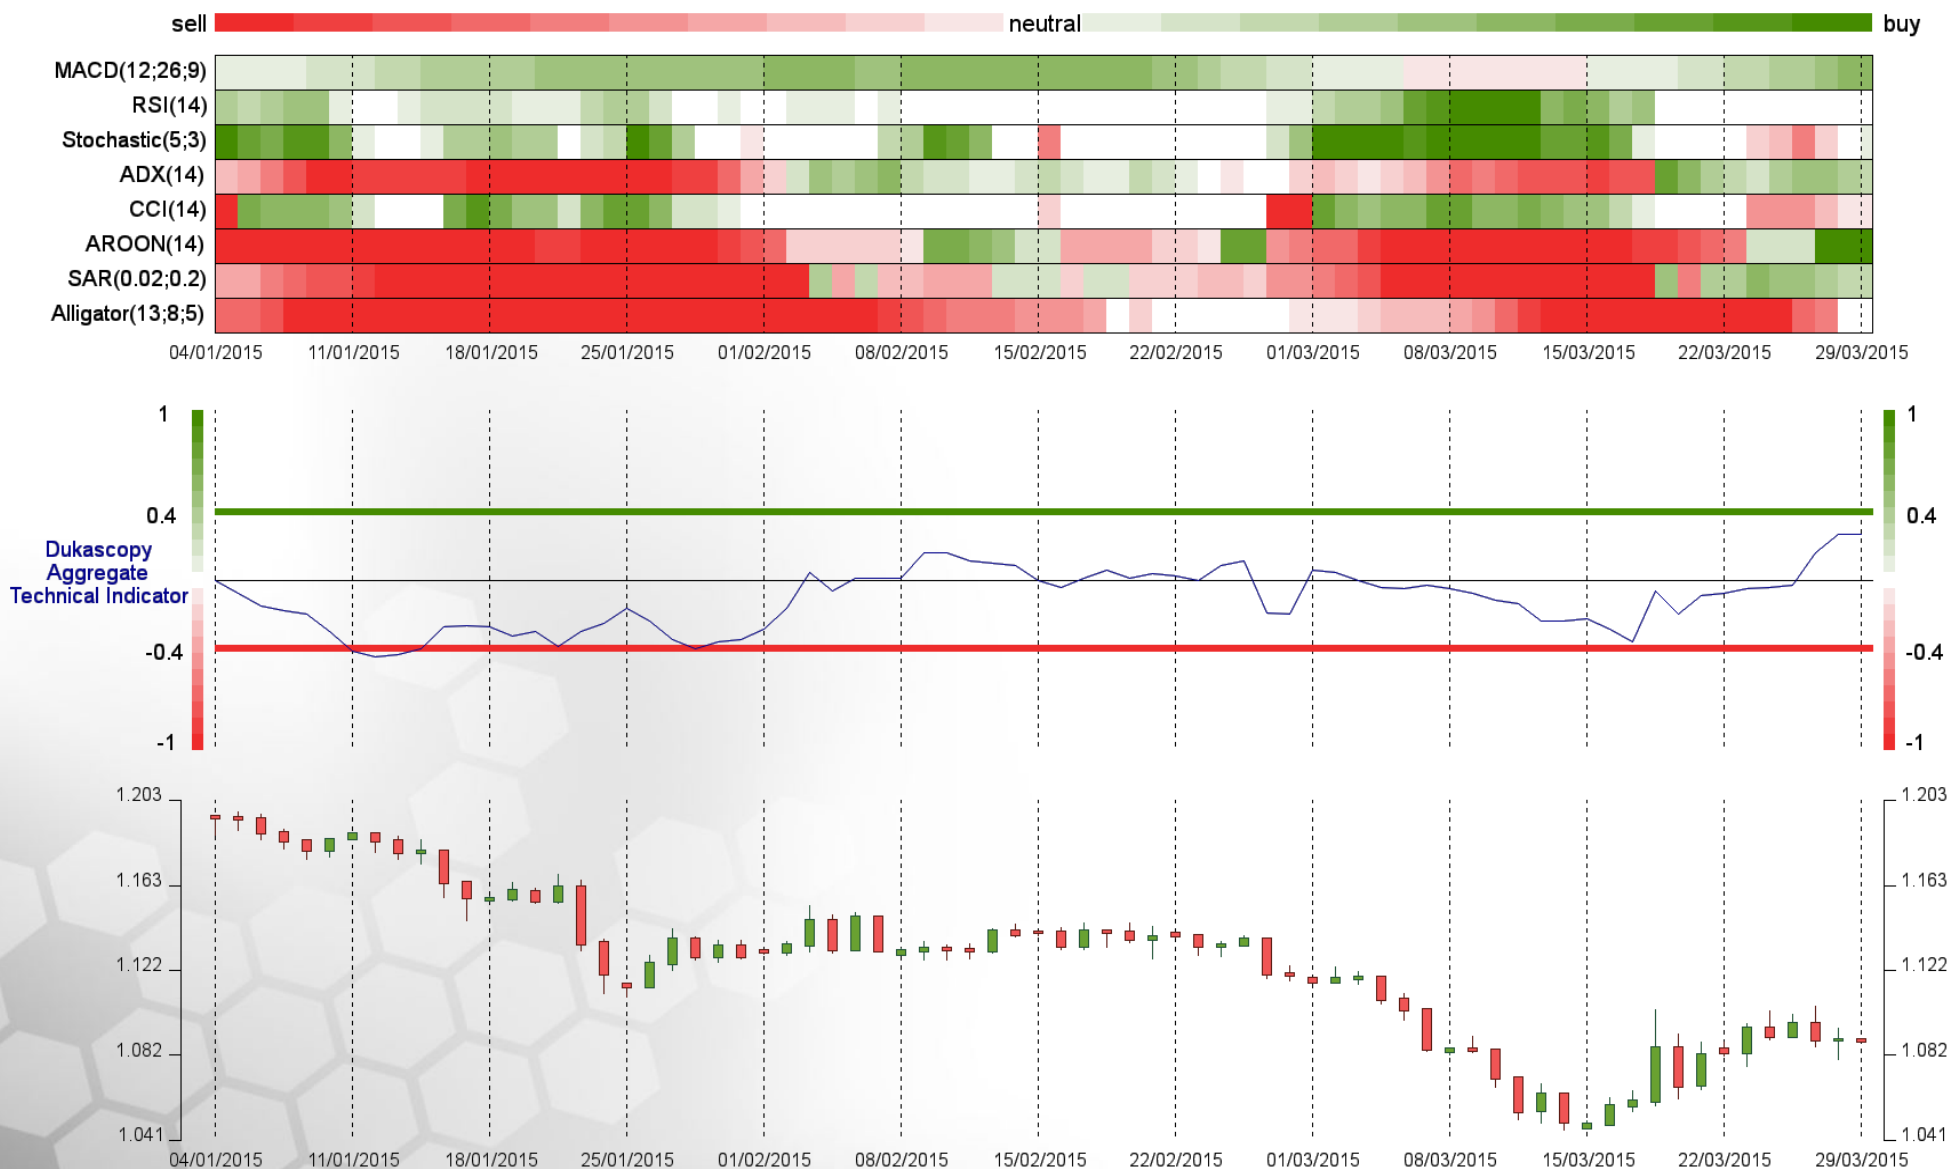 sell neutral buy
MACD(12;26;9)
RSI(14)
Stochastic(5;3)
ADX(14)
CCI(14)
AROON(14)
SAR(0.02;0.2)
Alligator(13;8;5)
04/01/2015 11/01/2015 18/01/2015 25/01/2015 01/02/2015 08/02/2015 15/02/2015 22/02/2015 01/03/2015 08/03/2015 15/03/2015 22/03/2015 29/03/2015
1 1
0.4 0.4
Dukascopy
Aggregate
Technical Indicator
-0.4 -0.4
-1 -1
1.203 1.203
1.163 1.163
1.122 1.122
1.082 1.082
1.041 1.041
04/01/2015 11/01/2015 18/01/2015 25/01/2015 01/02/2015 08/02/2015 15/02/2015 22/02/2015 01/03/2015 08/03/2015 15/03/2015 22/03/2015 29/03/2015